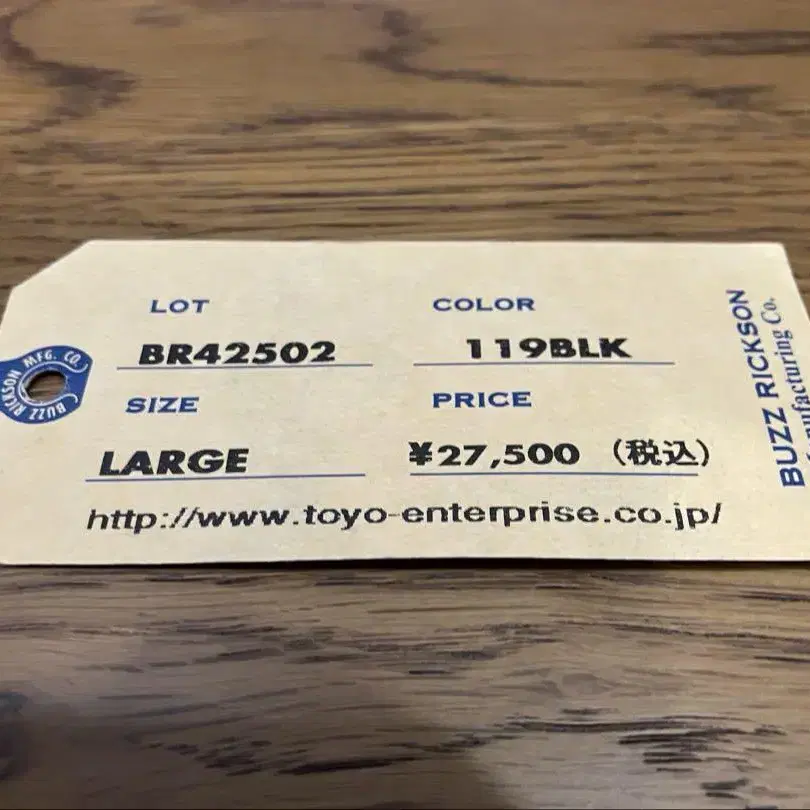 LOT
COLOR
BR42502
119BLK
SIZE
PRICE
LARGE
¥27,500 (税込)
http://www.toyo-enterprise.co.jp/
BUZZ RICKSON MFG. CO.
BUZZ RICKSON
Co.